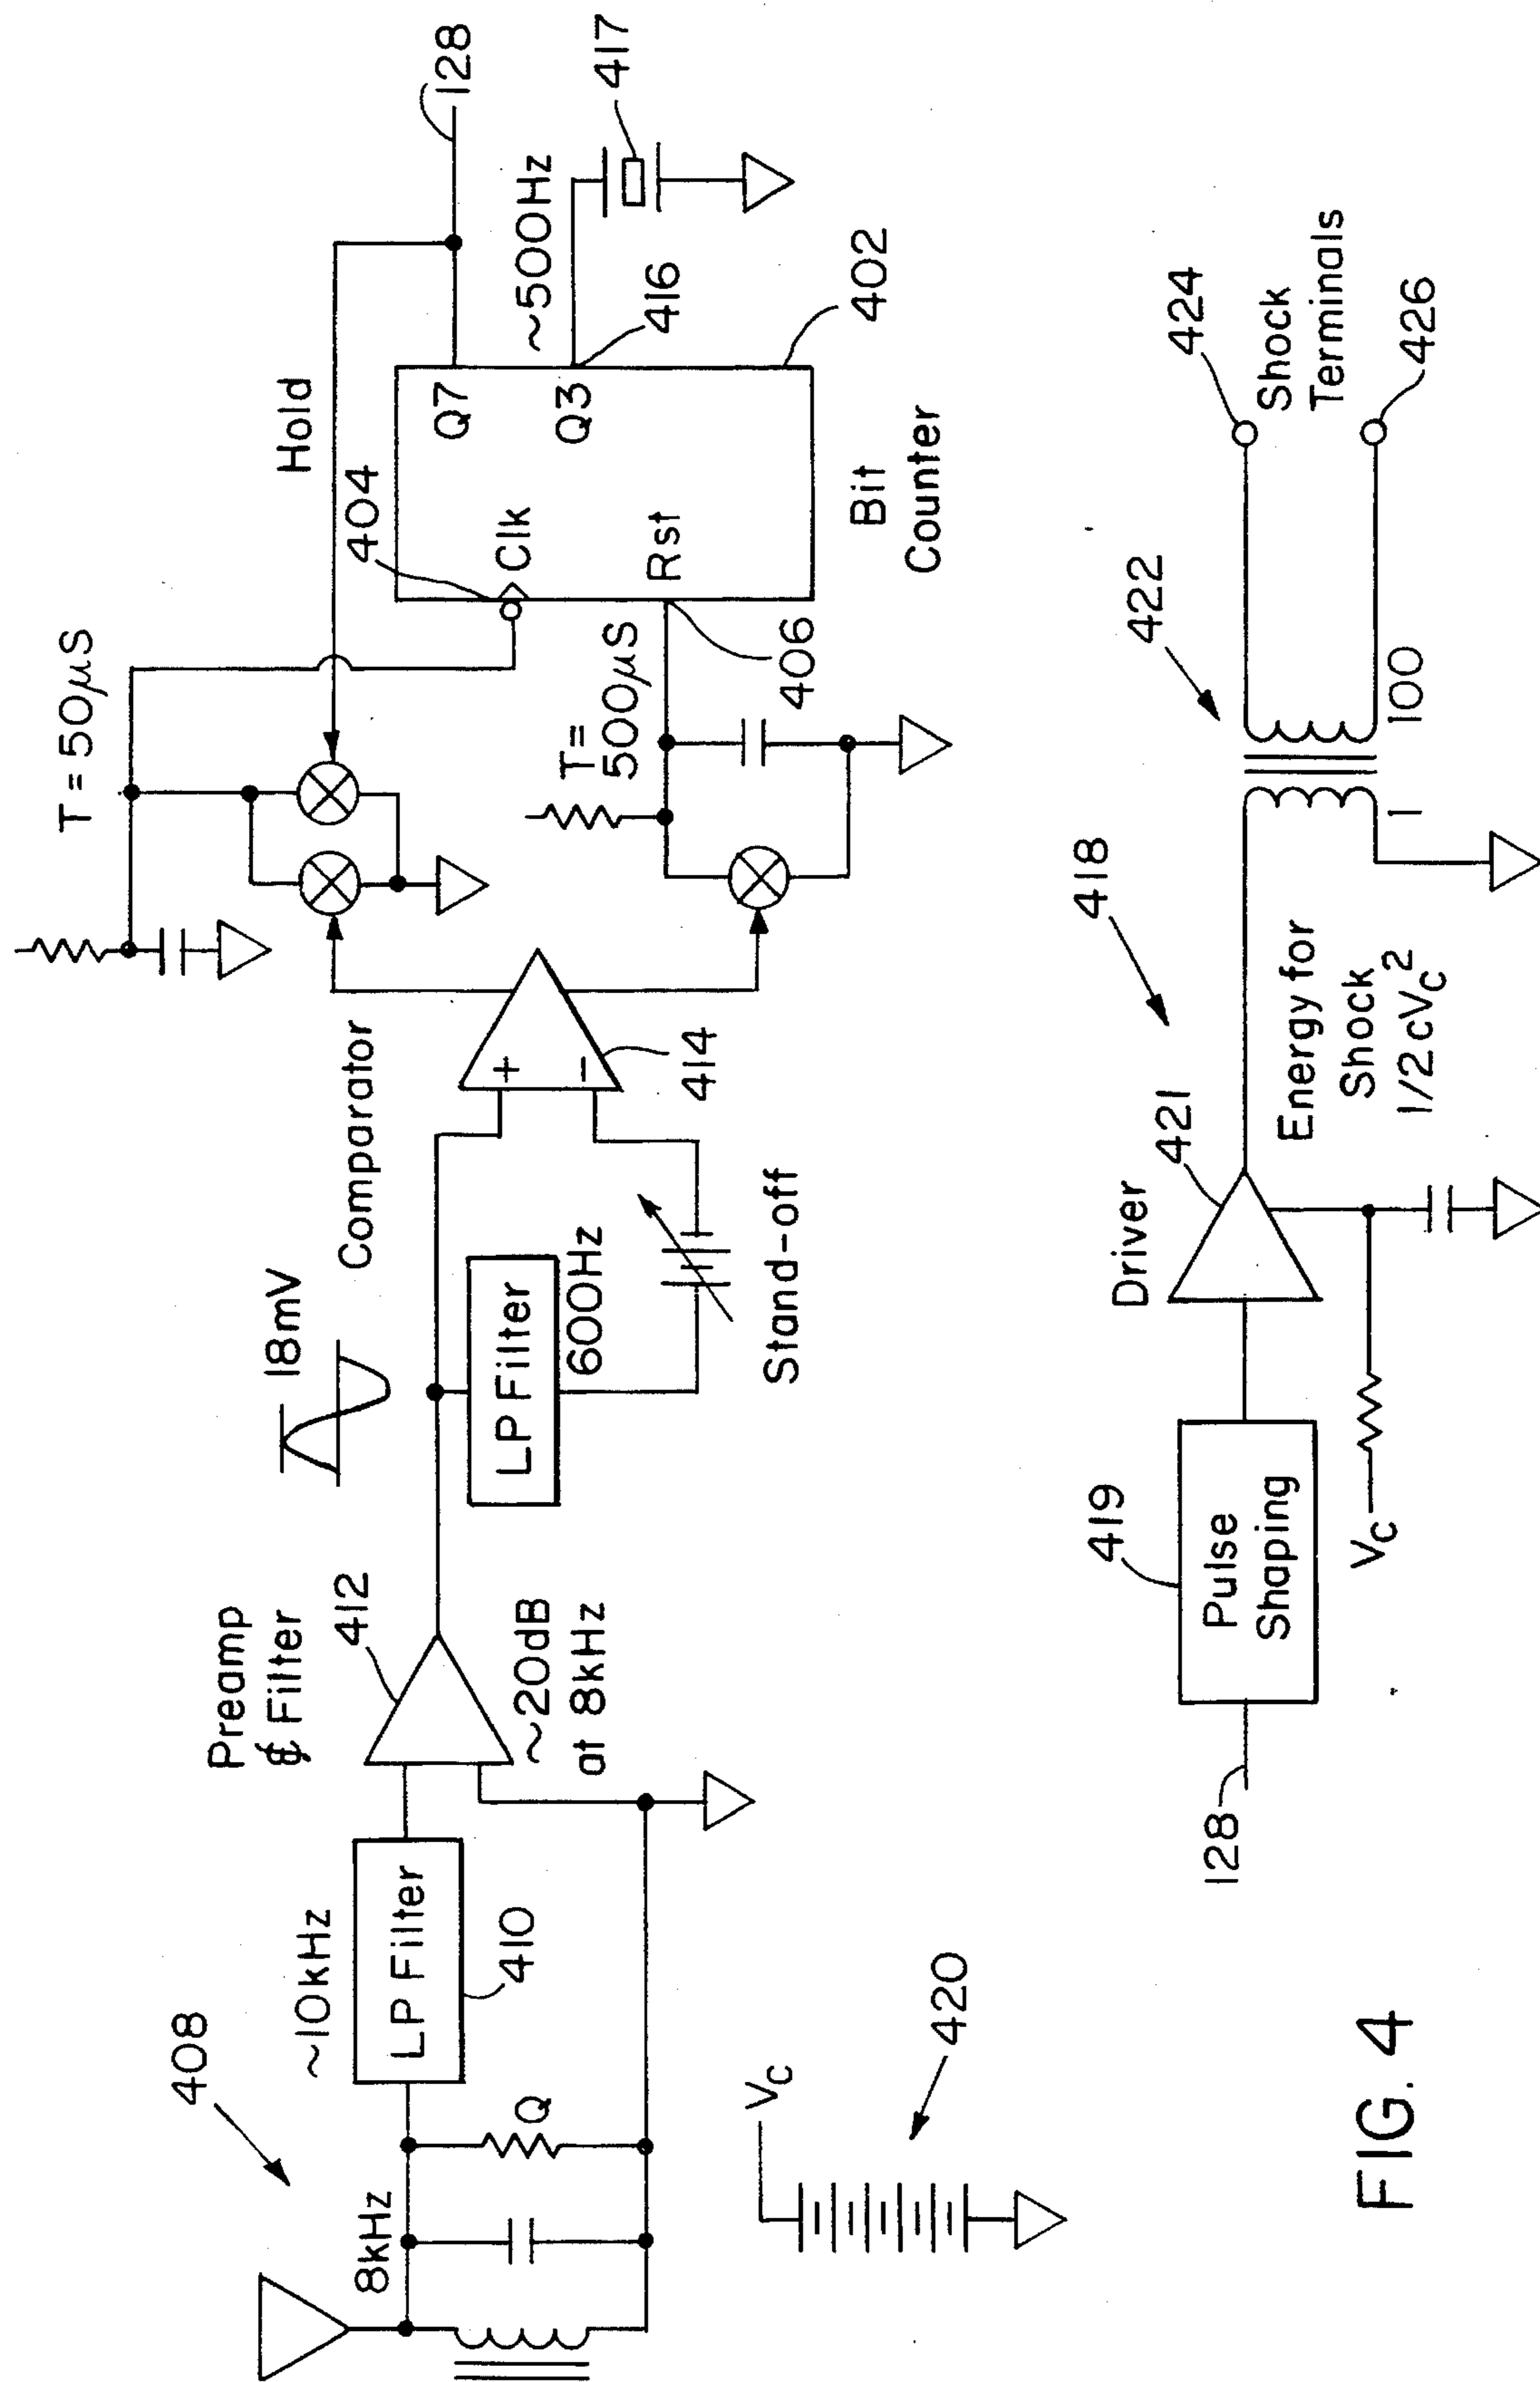 408
8kHz
Q
~10kHz
LP Filter
410
Preamp
& Filter
412
~20dB
at 8kHz
18mV
LP Filter
600Hz
Stand-off
Comparator
+
−
414
T = 50µS
Hold
404
Clk
Q7
Q3
Rst
T =
500µS
406
Bit
Counter
402
416
~500Hz
417
128
VC
420
128
419
Pulse
Shaping
VC
Driver
421
418
Energy for
Shock
1/2cVC2
422
1
100
424
Shock
Terminals
426
FIG. 4